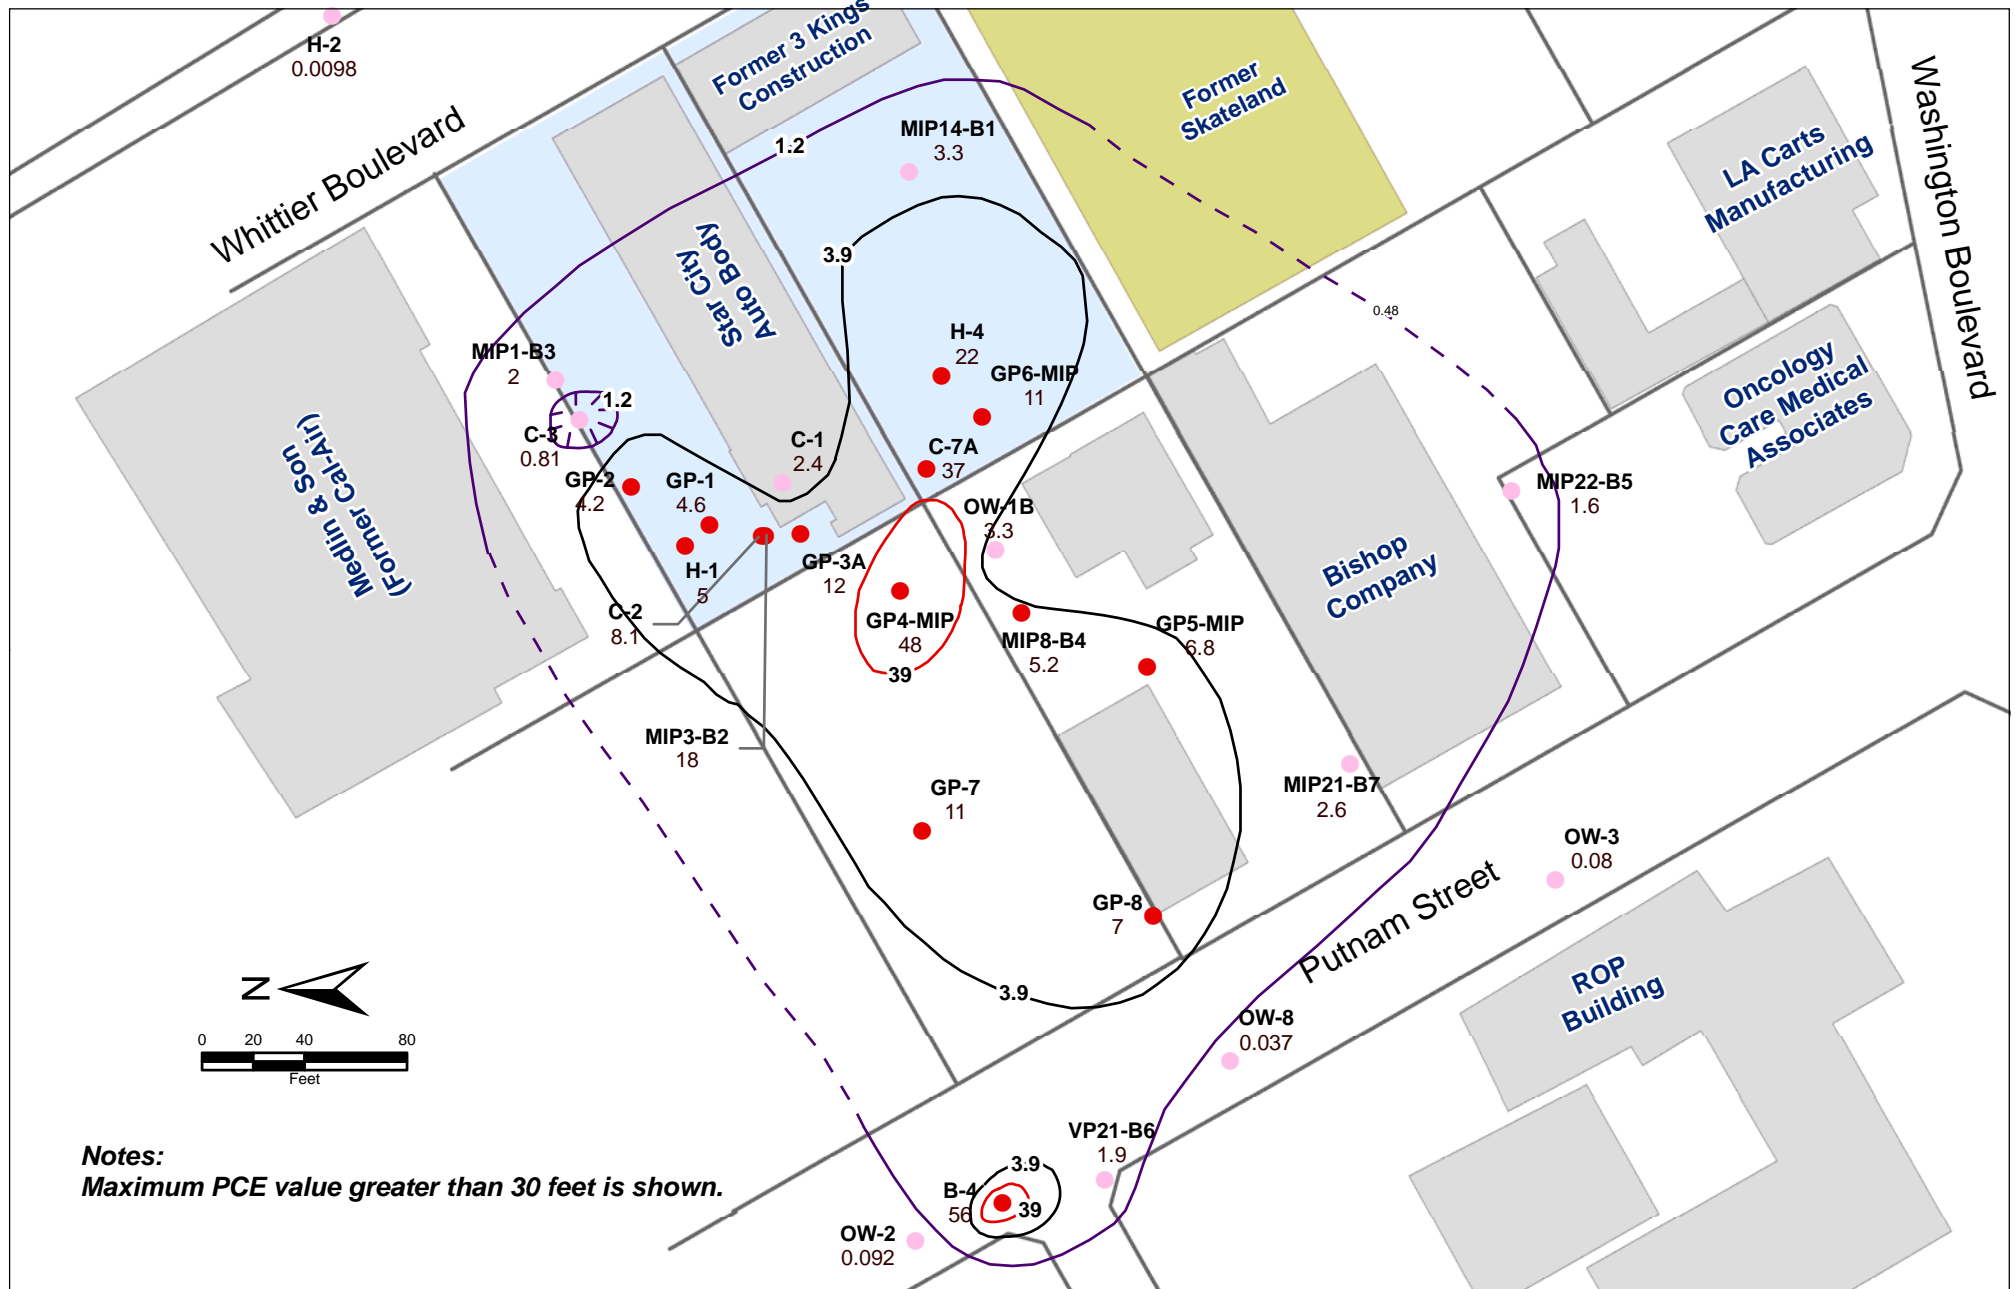 H-2
0.0098
Whittier Boulevard
Former 3 Kings
Construction
Former
Skateland
Washington Boulevard
LA Carts
Manufacturing
1.2
MIP14-B1
3.3
3.9
Star City
Auto Body
0.48
H-4
22
GP6-MIP
11
MIP1-B3
2
1.2
C-3
0.81
C-1
2.4
C-7A
37
Oncology
Care Medical
Associates
Medlin & Son
(Former Cal-Air)
GP-2
4.2
GP-1
4.6
OW-1B
3.3
MIP22-B5
1.6
H-1
5
GP-3A
12
C-2
8.1
GP4-MIP
48
39
MIP8-B4
5.2
GP5-MIP
6.8
Bishop
Company
MIP3-B2
18
GP-7
11
MIP21-B7
2.6
OW-3
0.08
GP-8
7
Putnam Street
3.9
ROP
Building
N
0 20 40 80
Feet
OW-8
0.037
VP21-B6
1.9
3.9
B-4
56
39
OW-2
0.092
Notes:
Maximum PCE value greater than 30 feet is shown.